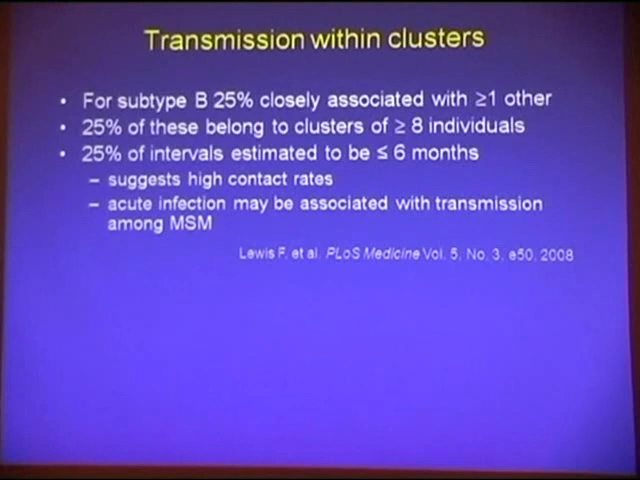 Transmission within clusters
• For subtype B 25% closely associated with ≥1 other
• 25% of these belong to clusters of ≥ 8 individuals
• 25% of intervals estimated to be ≤ 6 months
– suggests high contact rates
– acute infection may be associated with transmission
among MSM
Lewis F, et al. PLoS Medicine Vol. 5, No. 3, e50, 2008